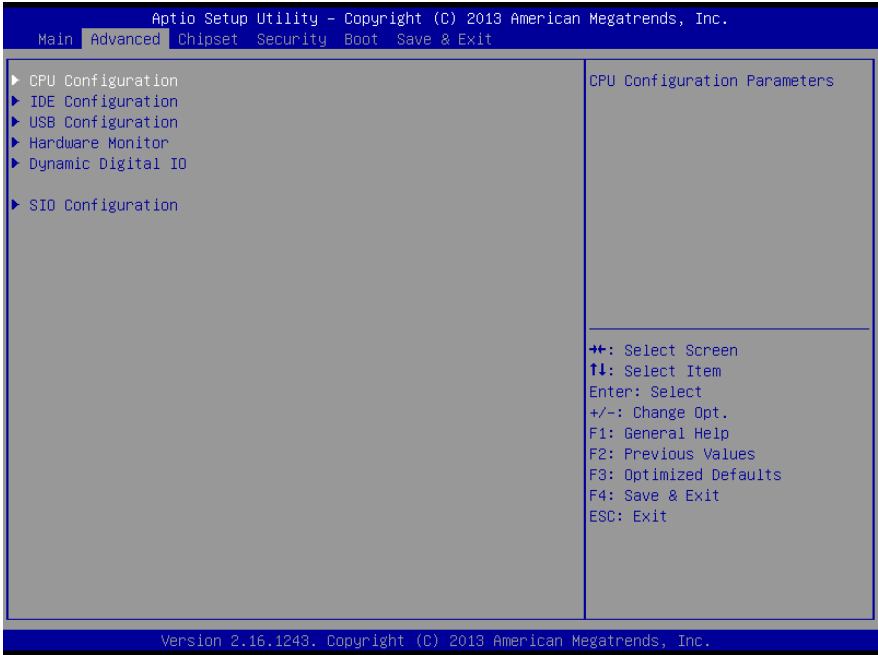 Aptio Setup Utility – Copyright (C) 2013 American Megatrends, Inc.
Main Advanced Chipset Security Boot Save & Exit
▶ CPU Configuration
▶ IDE Configuration
▶ USB Configuration
▶ Hardware Monitor
▶ Dynamic Digital IO
▶ SIO Configuration
CPU Configuration Parameters
→←: Select Screen
↑↓: Select Item
Enter: Select
+/-: Change Opt.
F1: General Help
F2: Previous Values
F3: Optimized Defaults
F4: Save & Exit
ESC: Exit
Version 2.16.1243. Copyright (C) 2013 American Megatrends, Inc.